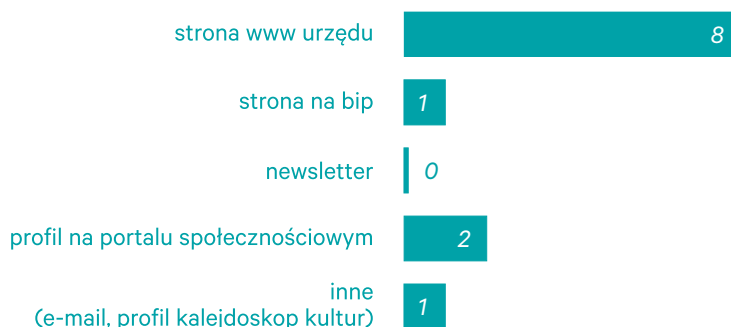 strona www urzędu 8
strona na bip 1
newsletter 0
profil na portalu społecznościowym 2
inne 1
(e-mail, profil kalejdoskop kultur)